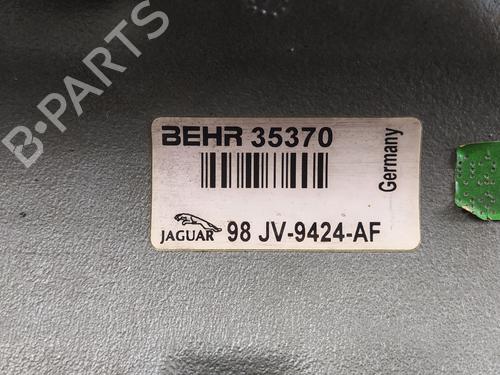 BEHR 35370
Germany
JAGUAR 98 JV-9424-AF
B-PARTS